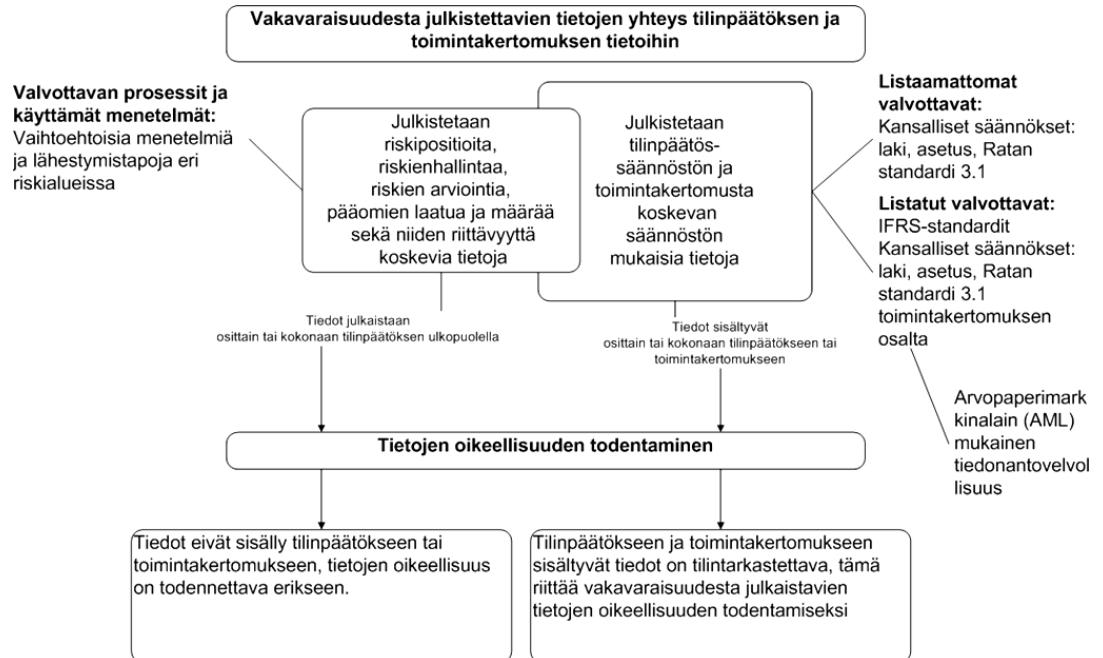 Vakavaraisuudesta julkistettavien tietojen yhteys tilinpäätöksen ja
toimintakertomuksen tietoihin
Valvottavan prosessit ja
käyttämät menetelmät:
Vaihtoehtoisia menetelmiä
ja lähestymistapoja eri
riskialueissa
Julkistetaan
riskipositioita,
riskienhallintaa,
riskien arviointia,
pääomien laatua ja määrää
sekä niiden riittävyyttä
koskevia tietoja
Julkistetaan
tilinpäätös-
säännöstön ja
toimintakertomusta
koskevan
säännöstön
mukaisia tietoja
Listaamattomat
valvottavat:
Kansalliset säännökset:
laki, asetus, Ratan
standardi 3.1
Listatut valvottavat:
IFRS-standardit
Kansalliset säännökset:
laki, asetus, Ratan
standardi 3.1
toimintakertomuksen
osalta
Arvopaperimark
kinalain (AML)
mukainen
tiedonantovelvol
lisuus
Tiedot julkaistaan
osittain tai kokonaan tilinpäätöksen ulkopuolella
Tiedot sisältyvät
osittain tai kokonaan tilinpäätökseen tai
toimintakertomukseen
Tietojen oikeellisuuden todentaminen
Tiedot eivät sisälly tilinpäätökseen tai
toimintakertomukseen, tietojen oikeellisuus
on todennettava erikseen.
Tilinpäätökseen ja toimintakertomukseen
sisältyvät tiedot on tilintarkastettava, tämä
riittää vakavaraisuudesta julkaistavien
tietojen oikeellisuuden todentamiseksi